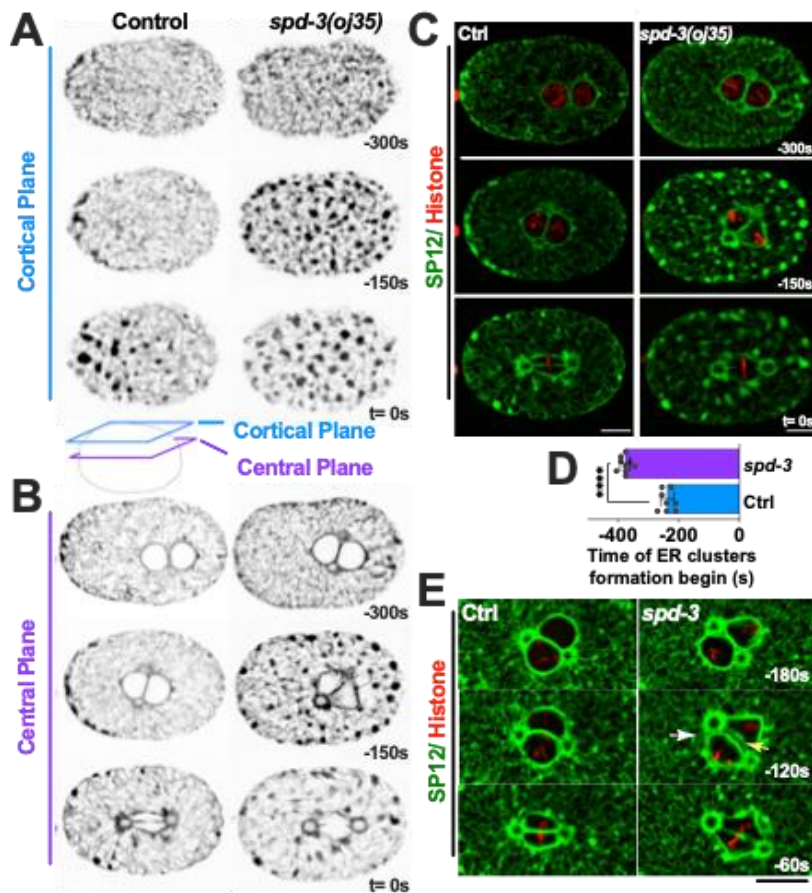 A
Control
spd-3(oj35)
Cortical Plane
-300s
-150s
t= 0s
Cortical Plane
Central Plane
B
Central Plane
-300s
-150s
t= 0s
C
Ctrl
spd-3(oj35)
SP12/ Histone
-300s
-150s
t= 0s
D
****
spd-3
Ctrl
-400 -200 0
Time of ER clusters
formation begin (s)
E
Ctrl
spd-3
SP12/ Histone
-180s
-120s
-60s